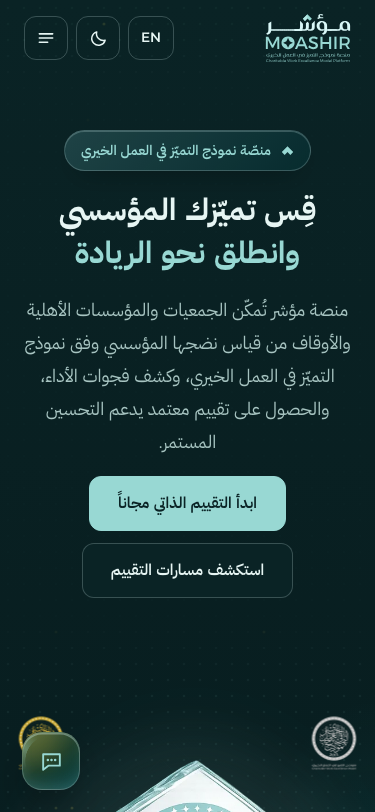 مؤشر
MOASHIR
EN
منصّة نموذج التميّز في العمل الخيري
قِس تميّزك المؤسسي
وانطلق نحو الريادة
منصة مؤشر تُمكّن الجمعيات والمؤسسات الأهلية
والأوقاف من قياس نضجها المؤسسي وفق نموذج
التميّز في العمل الخيري، وكشف فجوات الأداء،
والحصول على تقييم معتمد يدعم التحسين
المستمر.
ابدأ التقييم الذاتي مجاناً
استكشف مسارات التقييم